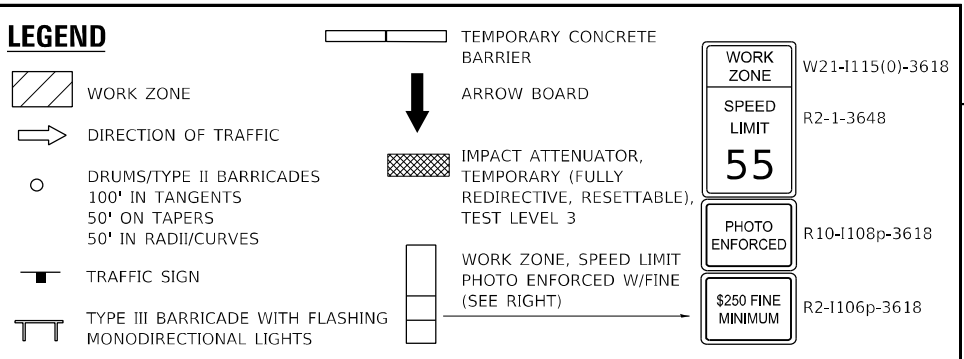 LEGEND
WORK ZONE
DIRECTION OF TRAFFIC
DRUMS/TYPE II BARRICADES
100' IN TANGENTS
50' ON TAPERS
50' IN RADII/CURVES
TRAFFIC SIGN
TYPE III BARRICADE WITH FLASHING
MONODIRECTIONAL LIGHTS
TEMPORARY CONCRETE
BARRIER
ARROW BOARD
IMPACT ATTENUATOR,
TEMPORARY (FULLY
REDIRECTIVE, RESETTABLE),
TEST LEVEL 3
WORK ZONE, SPEED LIMIT
PHOTO ENFORCED W/FINE
(SEE RIGHT)
WORK
ZONE
W21-I115(0)-3618
SPEED
LIMIT
55
R2-1-3648
PHOTO
ENFORCED
R10-I108p-3618
$250 FINE
MINIMUM
R2-I106p-3618